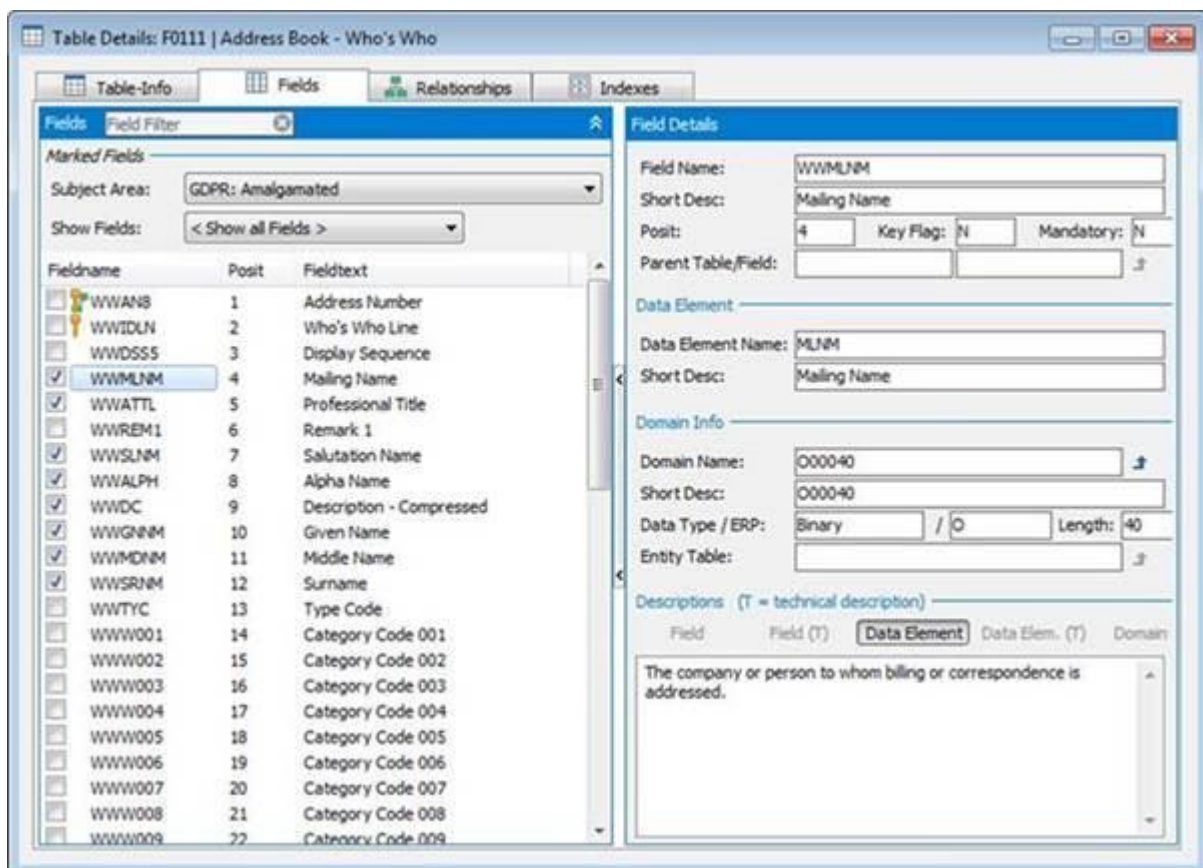 Table Details: F0111 | Address Book - Who's Who
Table-Info Fields Relationships Indexes
Fields Field Filter
Marked Fields
Subject Area: GDPR: Amalgamated
Show Fields: < Show all Fields >
Fieldname Posit Fieldtext
WWAN8 1 Address Number
WWIDLN 2 Who's Who Line
WWDSS5 3 Display Sequence
WWMLNM 4 Mailing Name
WWATTL 5 Professional Title
WWREM1 6 Remark 1
WWSLNM 7 Salutation Name
WWALPH 8 Alpha Name
WWDC 9 Description - Compressed
WWGNNM 10 Given Name
WWMDNM 11 Middle Name
WWSRNM 12 Surname
WWTYC 13 Type Code
WWW001 14 Category Code 001
WWW002 15 Category Code 002
WWW003 16 Category Code 003
WWW004 17 Category Code 004
WWW005 18 Category Code 005
WWW006 19 Category Code 006
WWW007 20 Category Code 007
WWW008 21 Category Code 008
WWW009 22 Category Code 009
Field Details
Field Name: WWMLNM
Short Desc: Mailing Name
Posit: 4 Key Flag: N Mandatory: N
Parent Table/Field:
Data Element
Data Element Name: MLNM
Short Desc: Mailing Name
Domain Info
Domain Name: O00040
Short Desc: O00040
Data Type / ERP: Binary / O Length: 40
Entity Table:
Descriptions (T = technical description)
Field Field (T) Data Element Data Elem. (T) Domain
The company or person to whom billing or correspondence is
addressed.